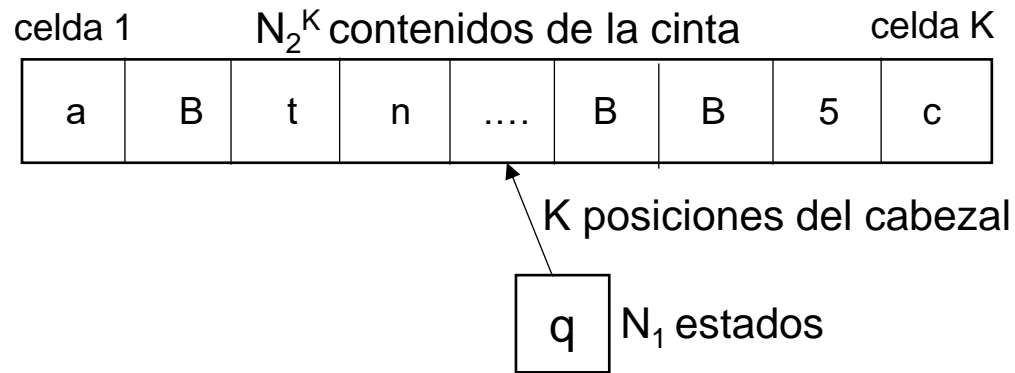 celda 1 N₂ᴷ contenidos de la cinta celda K
a B t n .... B B 5 c
K posiciones del cabezal
q N₁ estados